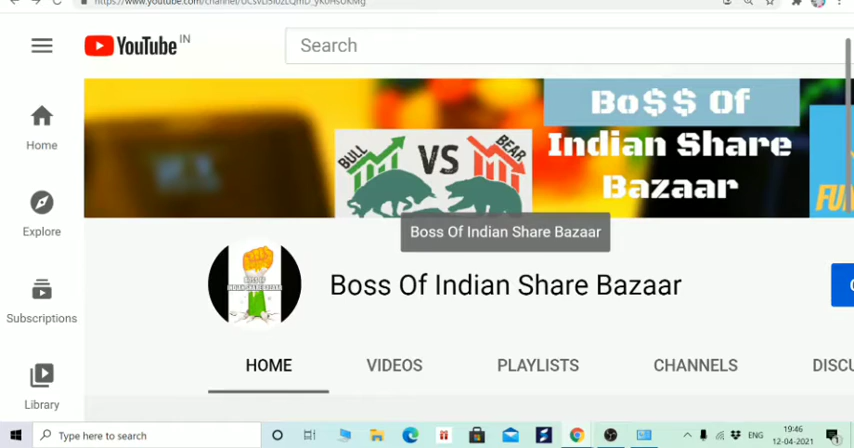 YouTube IN
Search
Home
Explore
Subscriptions
Library
BULL VS BEAR
Bo$$ Of
Indian Share
Bazaar
Boss Of Indian Share Bazaar
Boss Of Indian Share Bazaar
HOME VIDEOS PLAYLISTS CHANNELS
Type here to search
ENG
19:46
12-04-2021